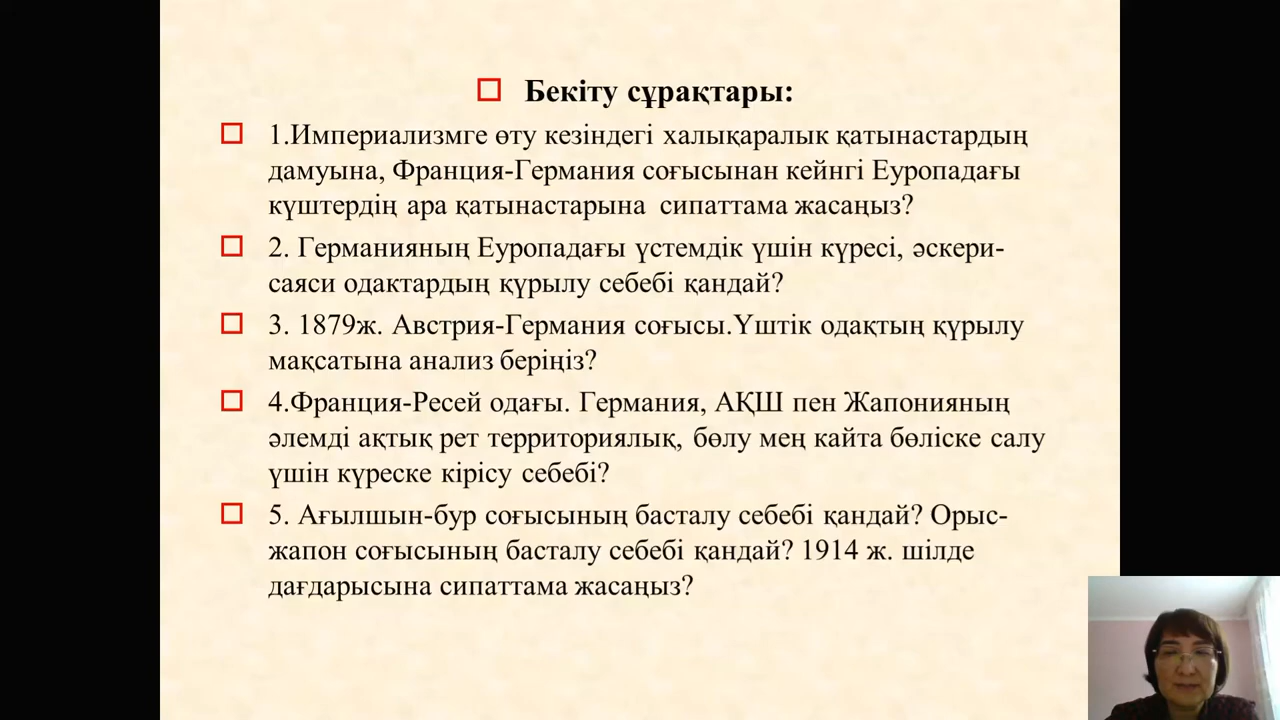 Бекіту сұрақтары:
1.Империализмге өту кезіндегі халықаралык қатынастардың
дамуына, Франция-Германия соғысынан кейнгі Еуропадағы
күштердің ара қатынастарына сипаттама жасаңыз?
2. Германияның Еуропадағы үстемдік үшін күресі, әскери-
саяси одактардың құрылу себебі қандай?
3. 1879ж. Австрия-Германия соғысы.Үштік одақтың құрылу
мақсатына анализ беріңіз?
4.Франция-Ресей одағы. Германия, АҚШ пен Жапонияның
әлемді ақтық рет территориялық, бөлу мең кайта бөліске салу
үшін күреске кірісу себебі?
5. Ағылшын-бур соғысының басталу себебі қандай? Орыс-
жапон соғысының басталу себебі қандай? 1914 ж. шілде
дағдарысына сипаттама жасаңыз?